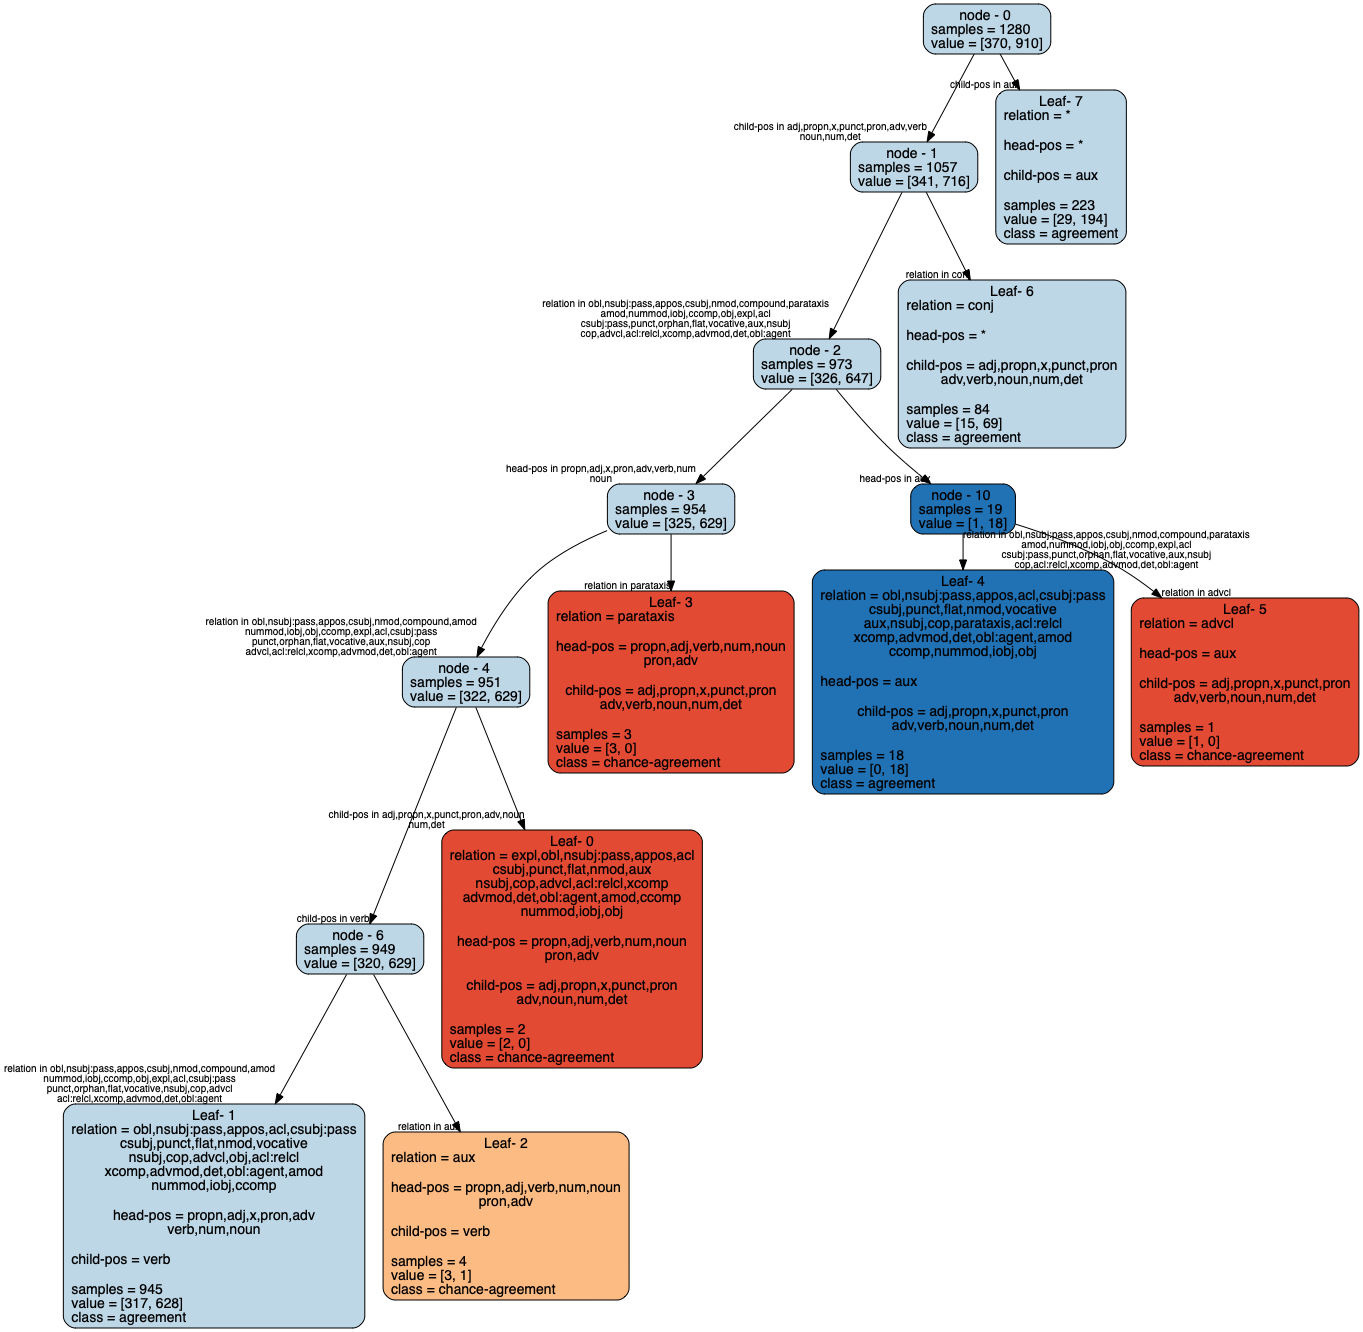 node - 0
samples = 1280
value = [370, 910]
child-pos in aux
Leaf- 7
relation = *
head-pos = *
child-pos = aux
samples = 223
value = [29, 194]
class = agreement
child-pos in adj,propn,x,punct,pron,adv,verb
noun,num,det
node - 1
samples = 1057
value = [341, 716]
relation in conj
Leaf- 6
relation = conj
head-pos = *
child-pos = adj,propn,x,punct,pron
adv,verb,noun,num,det
samples = 84
value = [15, 69]
class = agreement
relation in obl,nsubj:pass,appos,csubj,nmod,compound,parataxis
amod,nummod,iobj,ccomp,obj,expl,acl
csubj:pass,punct,orphan,flat,vocative,aux,nsubj
cop,advcl,acl:relcl,xcomp,advmod,det,obl:agent
node - 2
samples = 973
value = [326, 647]
head-pos in propn,adj,x,pron,adv,verb,num
noun
node - 3
samples = 954
value = [325, 629]
head-pos in aux
node - 10
samples = 19
value = [1, 18]
relation in obl,nsubj:pass,appos,csubj,nmod,compound,parataxis
amod,nummod,iobj,obj,ccomp,expl,acl
csubj:pass,punct,orphan,flat,vocative,aux,nsubj
cop,acl:relcl,xcomp,advmod,det,obl:agent
relation in parataxis
Leaf- 3
relation = parataxis
head-pos = propn,adj,verb,num,noun
pron,adv
child-pos = adj,propn,x,punct,pron
adv,verb,noun,num,det
samples = 3
value = [3, 0]
class = chance-agreement
Leaf- 4
relation = obl,nsubj:pass,appos,acl,csubj:pass
csubj,punct,flat,nmod,vocative
aux,nsubj,cop,parataxis,acl:relcl
xcomp,advmod,det,obl:agent,amod
ccomp,nummod,iobj,obj
head-pos = aux
child-pos = adj,propn,x,punct,pron
adv,verb,noun,num,det
samples = 18
value = [0, 18]
class = agreement
relation in advcl
Leaf- 5
relation = advcl
head-pos = aux
child-pos = adj,propn,x,punct,pron
adv,verb,noun,num,det
samples = 1
value = [1, 0]
class = chance-agreement
relation in obl,nsubj:pass,appos,csubj,nmod,compound,amod
nummod,iobj,obj,ccomp,expl,acl,csubj:pass
punct,orphan,flat,vocative,aux,nsubj,cop
advcl,acl:relcl,xcomp,advmod,det,obl:agent
node - 4
samples = 951
value = [322, 629]
child-pos in adj,propn,x,punct,pron,adv,noun
num,det
Leaf- 0
relation = expl,obl,nsubj:pass,appos,acl
csubj,punct,flat,nmod,aux
nsubj,cop,advcl,acl:relcl,xcomp
advmod,det,obl:agent,amod,ccomp
nummod,iobj,obj
head-pos = propn,adj,verb,num,noun
pron,adv
child-pos = adj,propn,x,punct,pron
adv,noun,num,det
samples = 2
value = [2, 0]
class = chance-agreement
child-pos in verb
node - 6
samples = 949
value = [320, 629]
relation in obl,nsubj:pass,appos,csubj,nmod,compound,amod
nummod,iobj,ccomp,obj,expl,acl,csubj:pass
punct,orphan,flat,vocative,nsubj,cop,advcl
acl:relcl,xcomp,advmod,det,obl:agent
Leaf- 1
relation = obl,nsubj:pass,appos,acl,csubj:pass
csubj,punct,flat,nmod,vocative
nsubj,cop,advcl,obj,acl:relcl
xcomp,advmod,det,obl:agent,amod
nummod,iobj,ccomp
head-pos = propn,adj,x,pron,adv
verb,num,noun
child-pos = verb
samples = 945
value = [317, 628]
class = agreement
relation in aux
Leaf- 2
relation = aux
head-pos = propn,adj,verb,num,noun
pron,adv
child-pos = verb
samples = 4
value = [3, 1]
class = chance-agreement